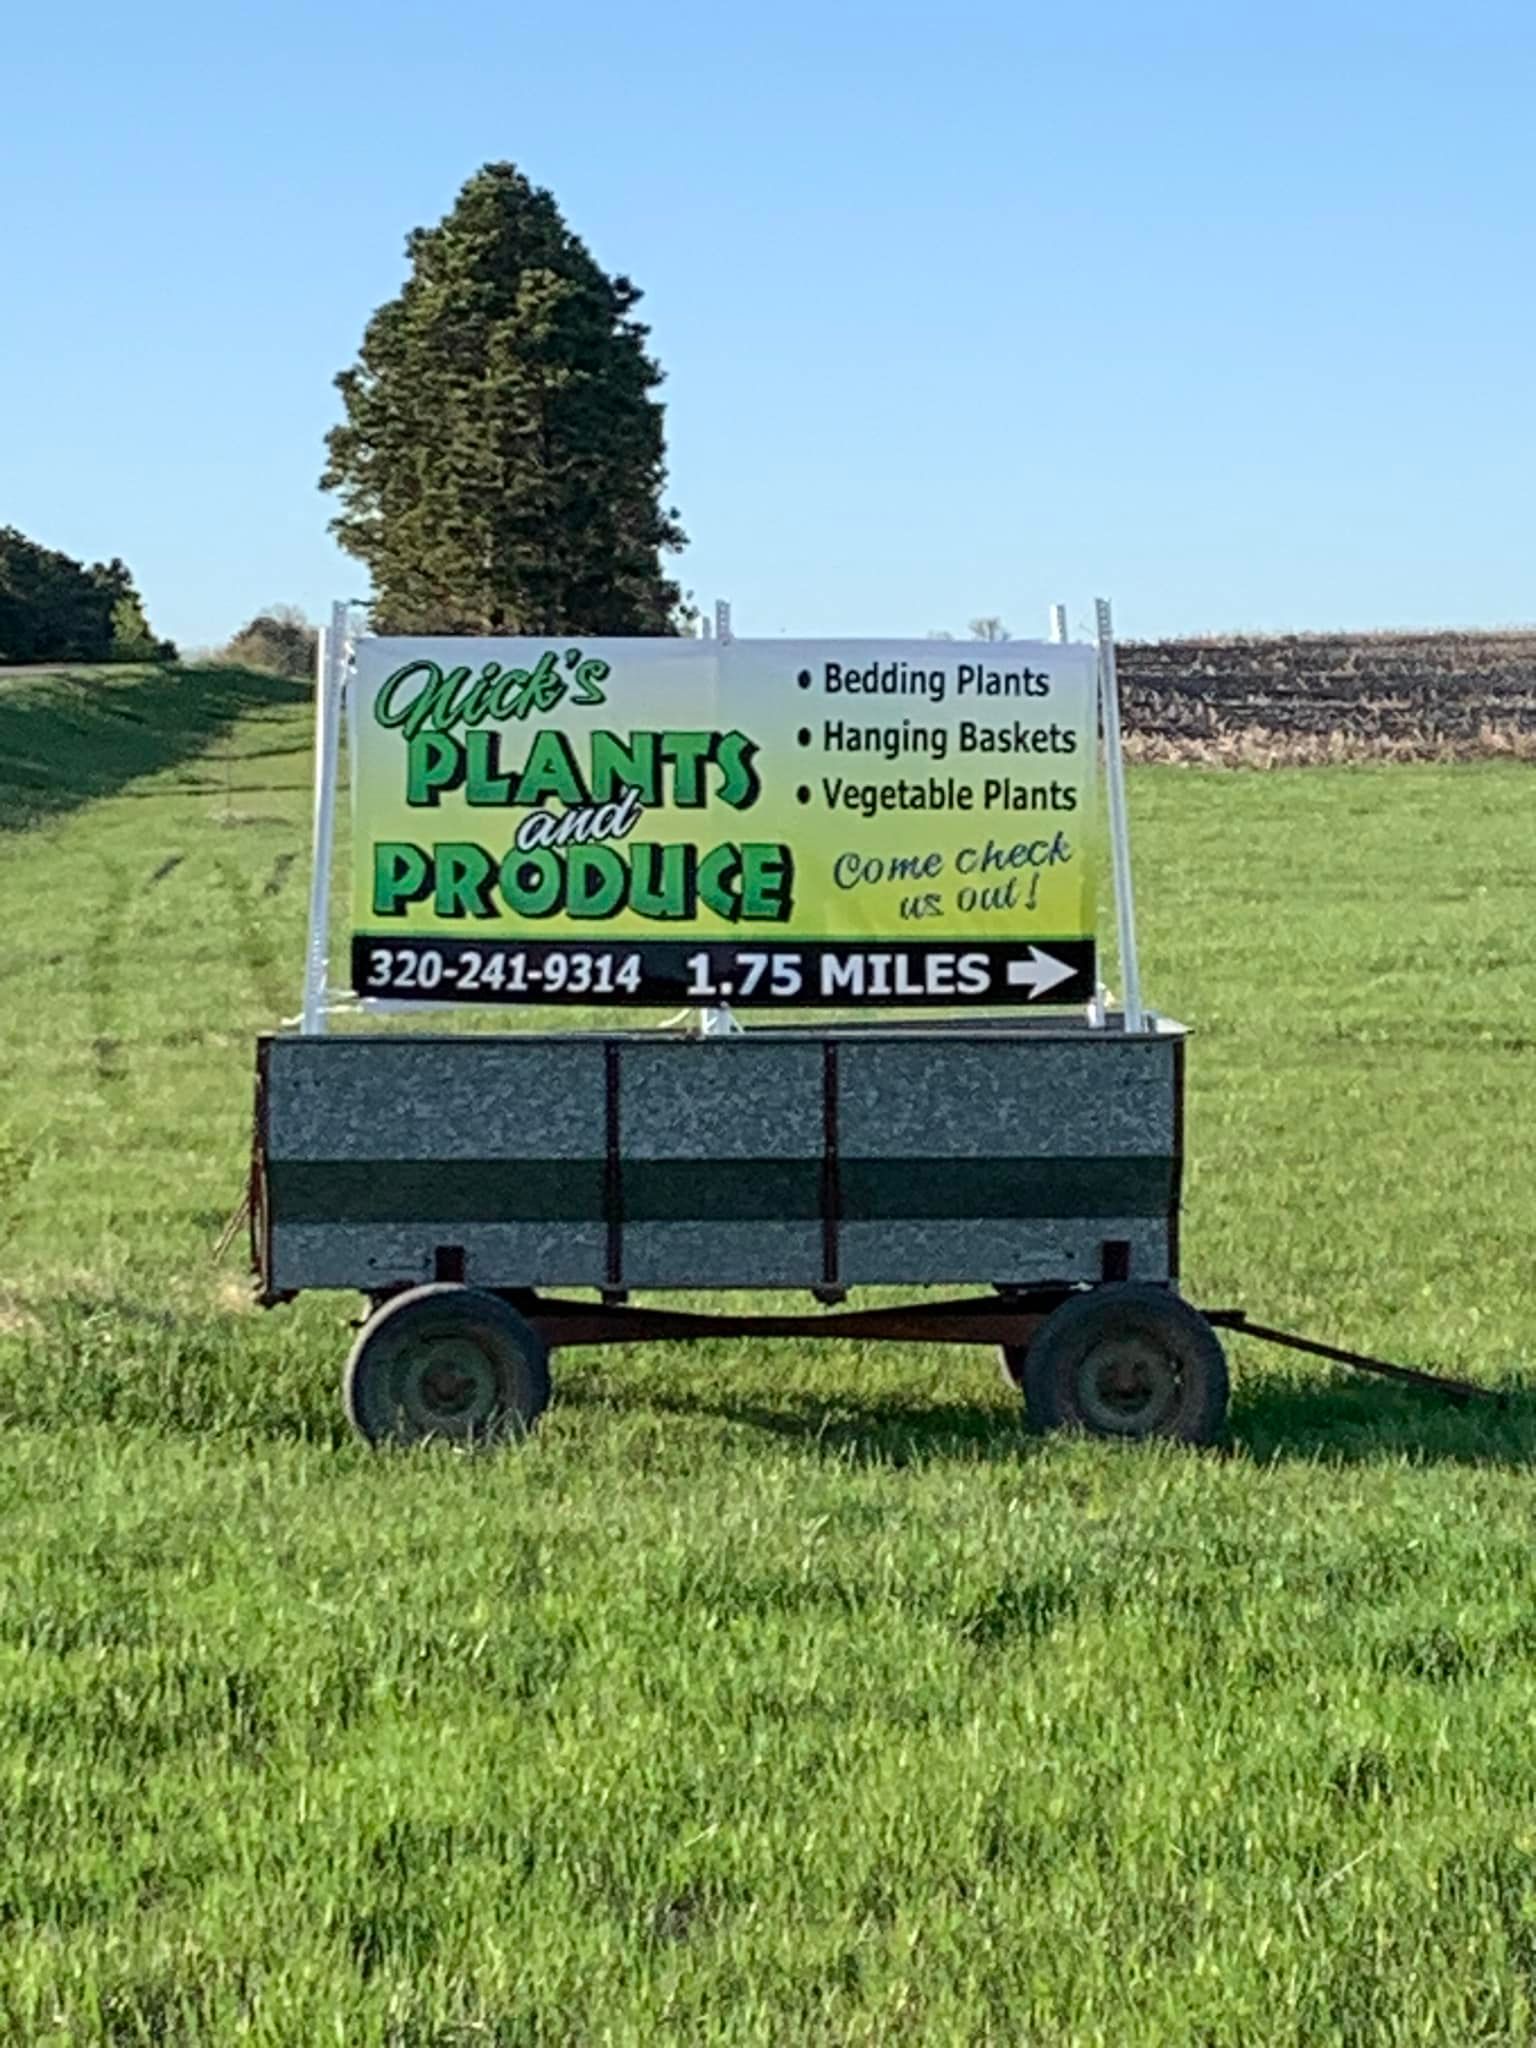 Nick's
PLANTS
and
PRODUCE
• Bedding Plants
• Hanging Baskets
• Vegetable Plants
Come check
us out!
320-241-9314 1.75 MILES